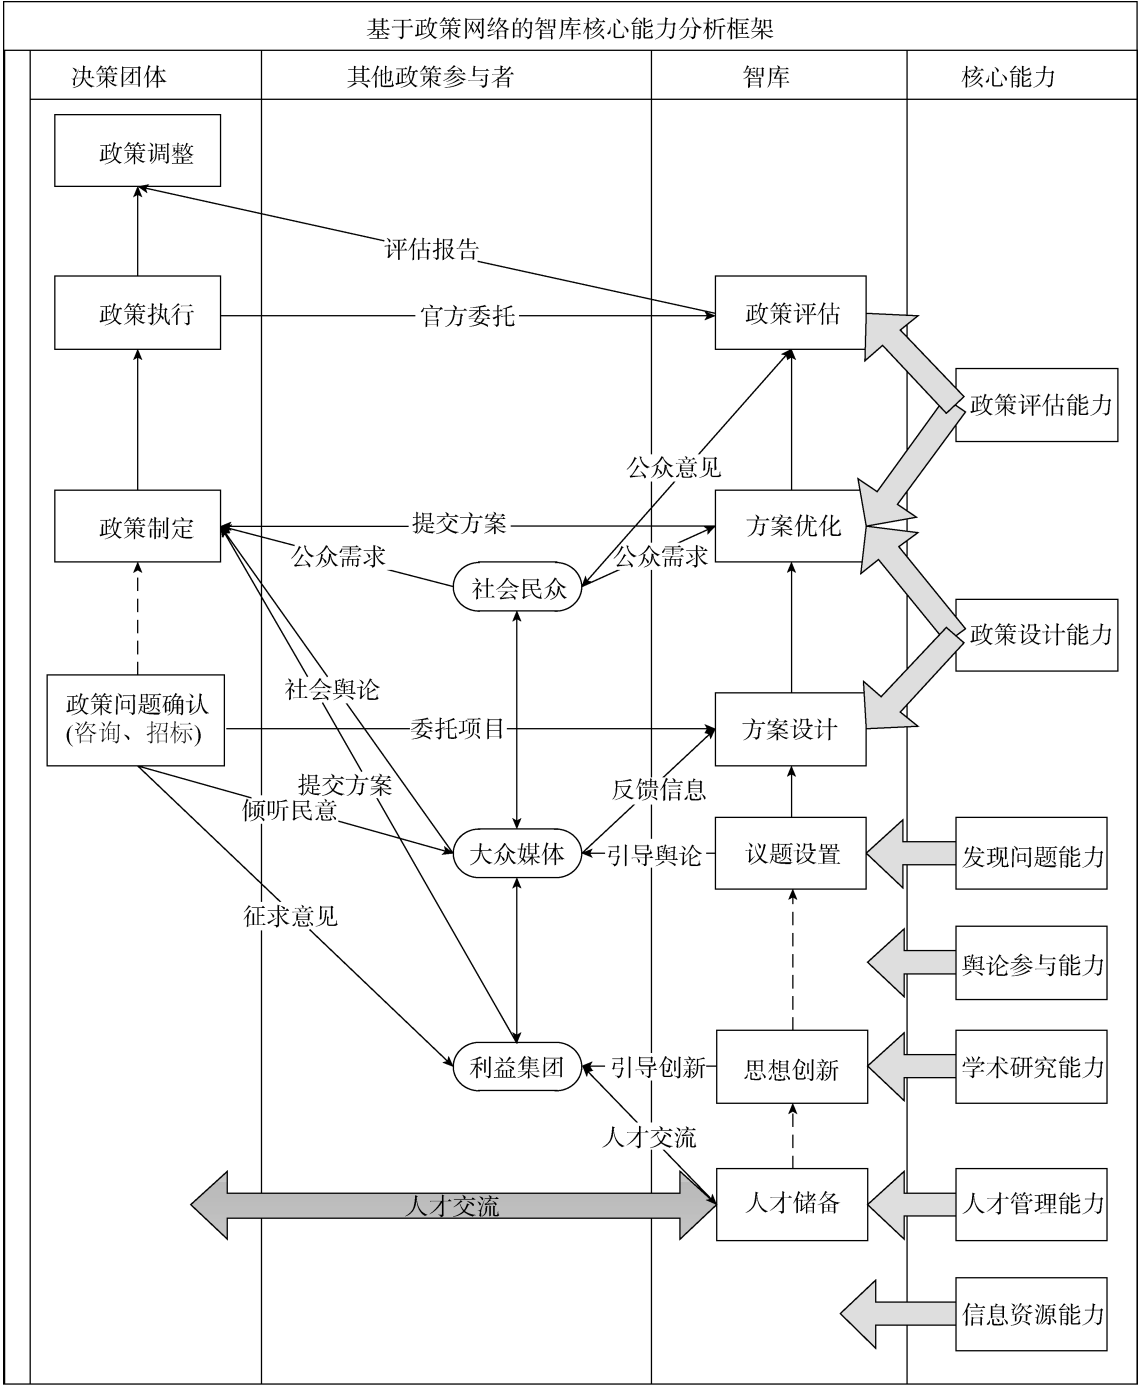 基于政策网络的智库核心能力分析框架
决策团体
其他政策参与者
智库
核心能力
政策调整
评估报告
政策执行
官方委托
政策评估
政策评估能力
公众意见
政策制定
提交方案
方案优化
公众需求
公众需求
社会民众
政策设计能力
社会舆论
政策问题确认
(咨询、招标)
委托项目
方案设计
提交方案
反馈信息
倾听民意
大众媒体
引导舆论
议题设置
发现问题能力
征求意见
舆论参与能力
利益集团
引导创新
思想创新
学术研究能力
人才交流
人才交流
人才储备
人才管理能力
信息资源能力